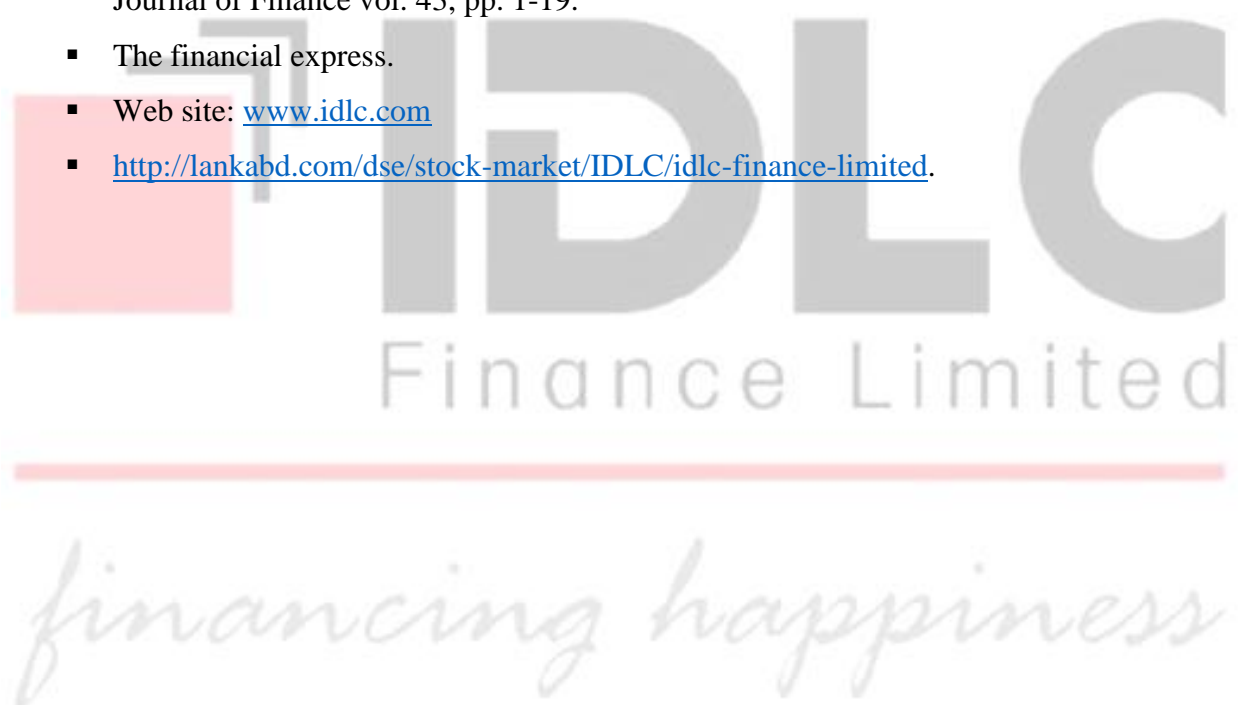 Journal of Finance vol. 45, pp. 1-19.
▪ The financial express.
▪ Web site: www.idlc.com
▪ http://lankabd.com/dse/stock-market/IDLC/idlc-finance-limited.
IDLC
Finance Limited
financing happiness